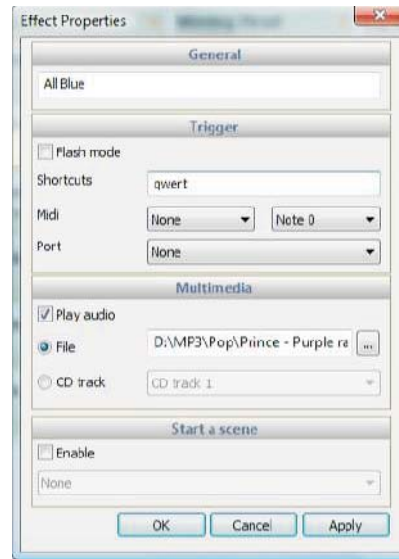 Effect Properties
General
All Blue
Trigger
Flash mode
Shortcuts qwert
Midi None Note 0
Port None
Multimedia
Play audio
File D:\MP3\Pop\Prince - Purple ra ...
CD track CD track 1
Start a scene
Enable
None
OK Cancel Apply